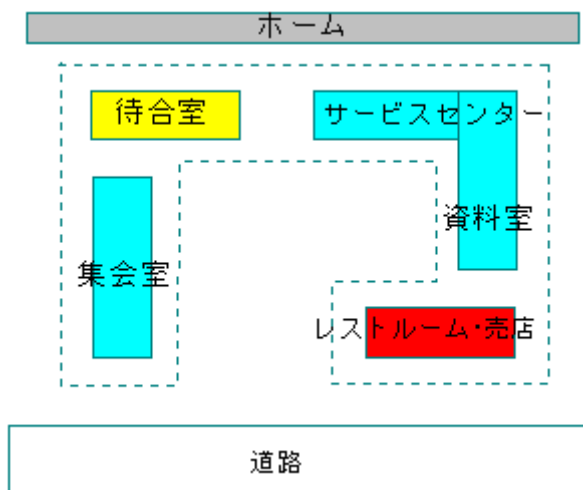 ホーム
待合室
サービスセンター
資料室
集会室
レストルーム・売店
道路